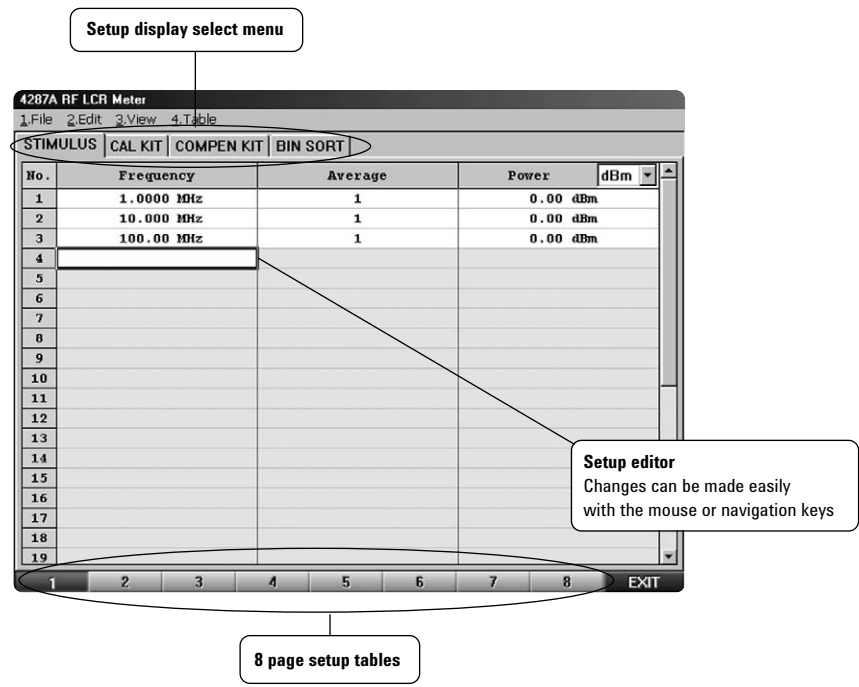 Setup display select menu
4287A RF LCR Meter
1.File 2.Edit 3.View 4.Table
STIMULUS CAL KIT COMPEN KIT BIN SORT
No. Frequency Average Power dBm
1 1.0000 MHz 1 0.00 dBm
2 10.000 MHz 1 0.00 dBm
3 100.00 MHz 1 0.00 dBm
4
5
6
7
8
9
10
11
12
13
14
15
16
17
18
19
Setup editor
Changes can be made easily
with the mouse or navigation keys
1 2 3 4 5 6 7 8 EXIT
8 page setup tables